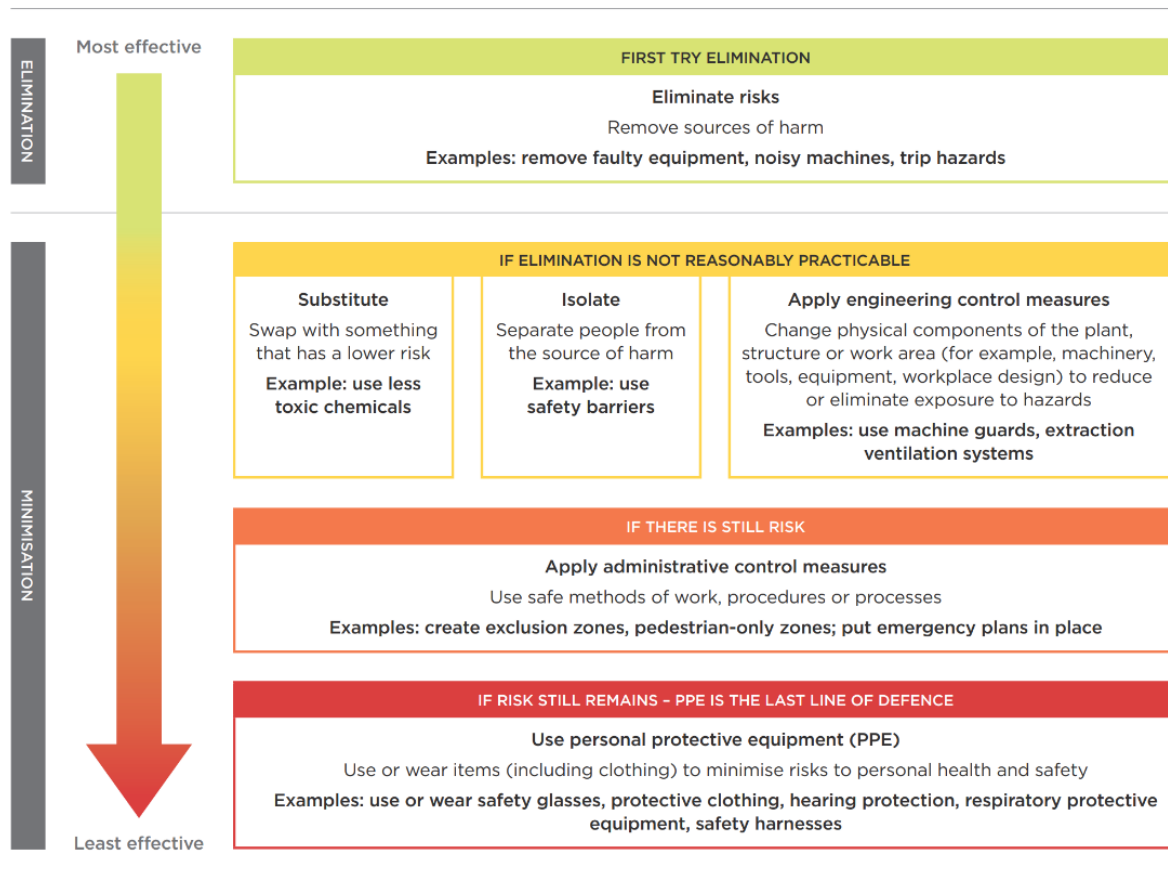 Most effective
ELIMINATION
FIRST TRY ELIMINATION
Eliminate risks
Remove sources of harm
Examples: remove faulty equipment, noisy machines, trip hazards
MINIMISATION
IF ELIMINATION IS NOT REASONABLY PRACTICABLE
Substitute
Swap with something
that has a lower risk
Example: use less
toxic chemicals
Isolate
Separate people from
the source of harm
Example: use
safety barriers
Apply engineering control measures
Change physical components of the plant,
structure or work area (for example, machinery,
tools, equipment, workplace design) to reduce
or eliminate exposure to hazards
Examples: use machine guards, extraction
ventilation systems
IF THERE IS STILL RISK
Apply administrative control measures
Use safe methods of work, procedures or processes
Examples: create exclusion zones, pedestrian-only zones; put emergency plans in place
IF RISK STILL REMAINS – PPE IS THE LAST LINE OF DEFENCE
Use personal protective equipment (PPE)
Use or wear items (including clothing) to minimise risks to personal health and safety
Examples: use or wear safety glasses, protective clothing, hearing protection, respiratory protective
equipment, safety harnesses
Least effective